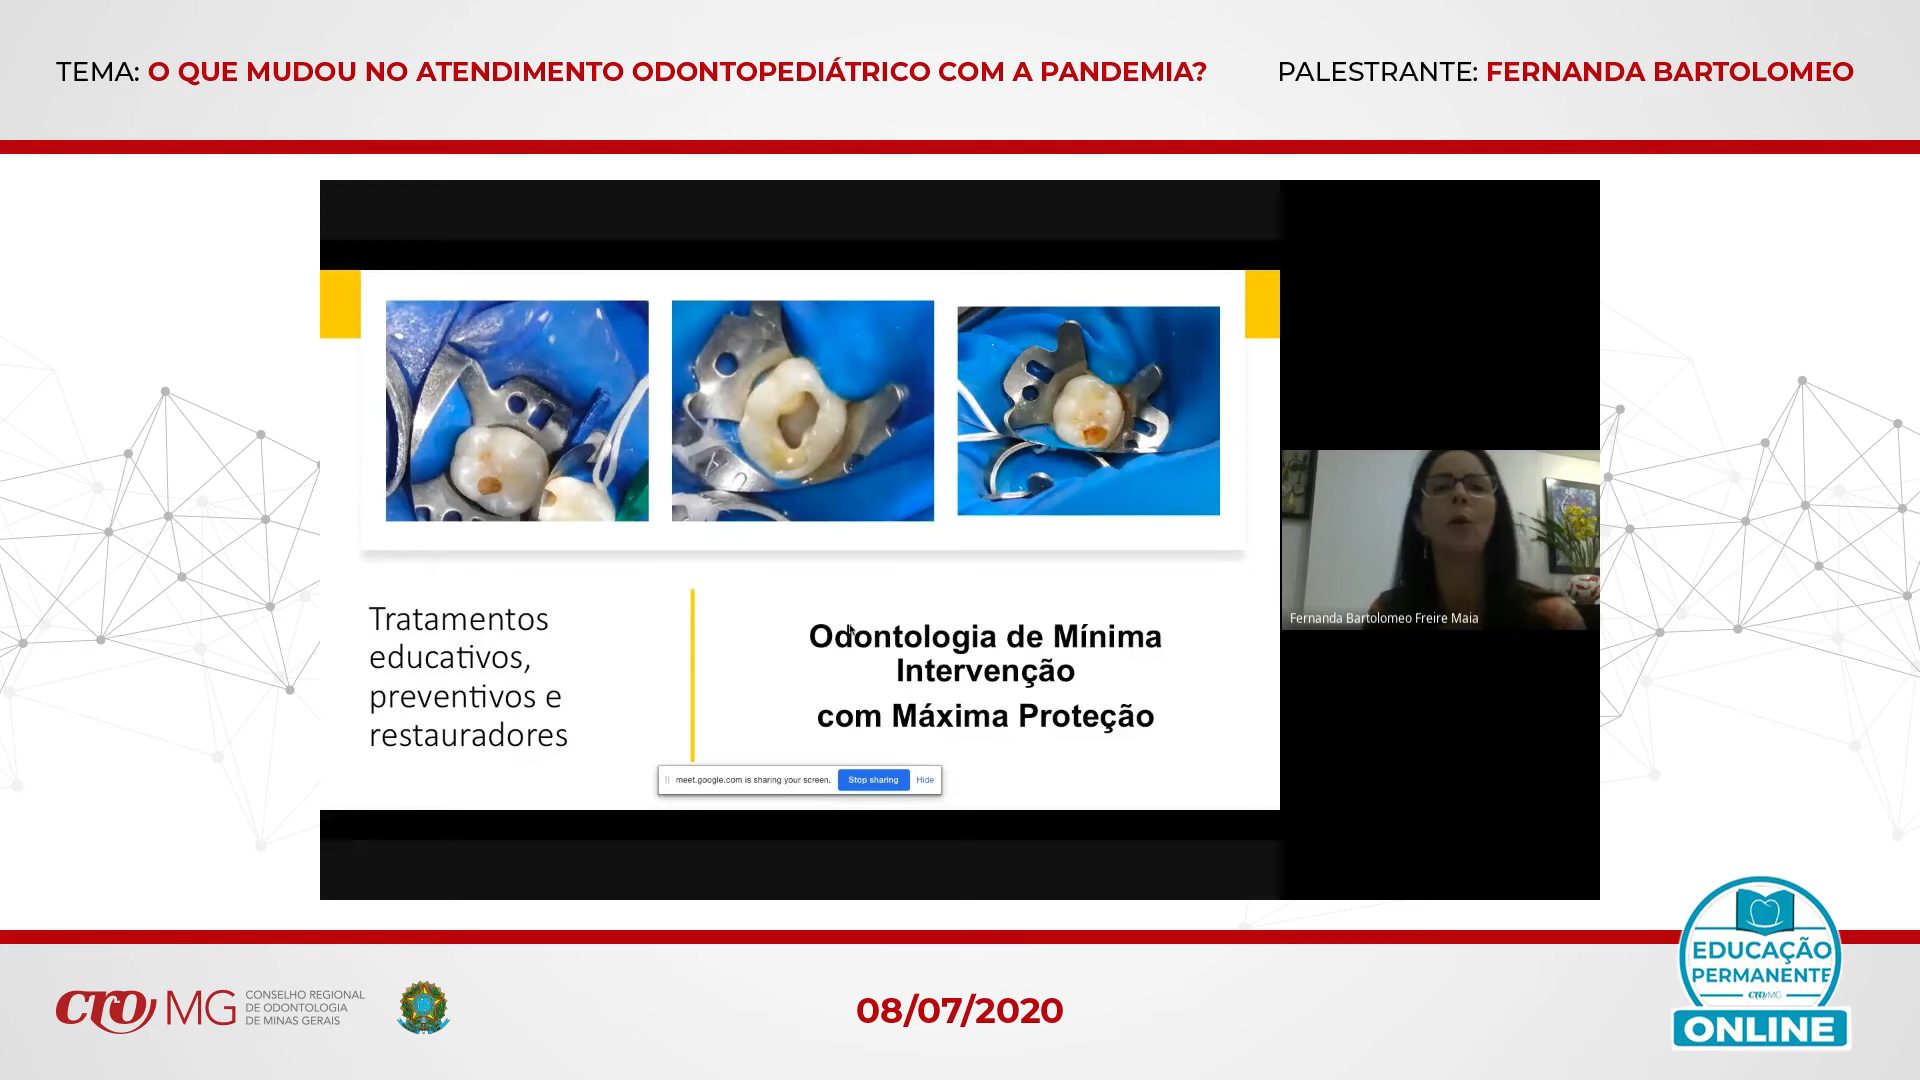 TEMA: O QUE MUDOU NO ATENDIMENTO ODONTOPEDIÁTRICO COM A PANDEMIA?
PALESTRANTE: FERNANDA BARTOLOMEO
Tratamentos
educativos,
preventivos e
restauradores
Odontologia de Mínima
Intervenção
com Máxima Proteção
meet.google.com is sharing your screen.
Stop sharing
Hide
Fernanda Bartolomeo Freire Maia
CRO MG
CONSELHO REGIONAL
DE ODONTOLOGIA
DE MINAS GERAIS
08/07/2020
EDUCAÇÃO
PERMANENTE
CRO MG
ONLINE